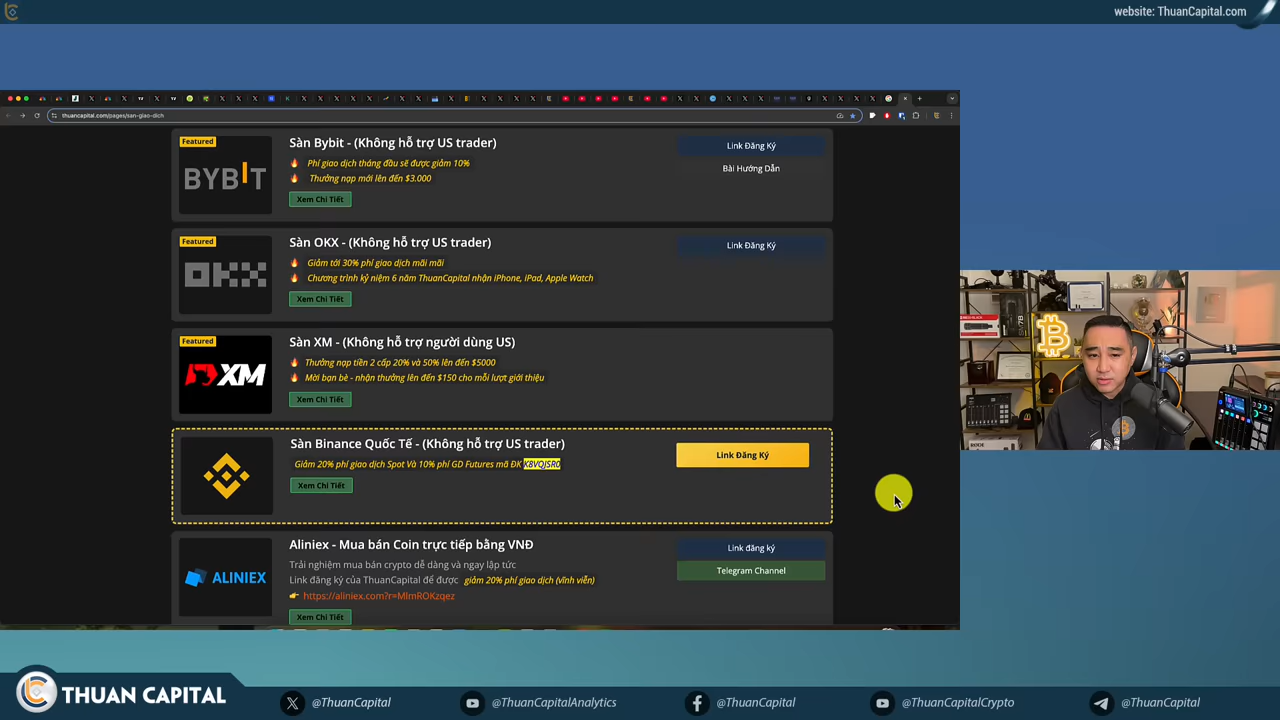 website: ThuanCapital.com
thuancapital.com/pages/san-giao-dich
Featured
BYBIT
Sàn Bybit - (Không hỗ trợ US trader)
Phí giao dịch tháng đầu sẽ được giảm 10%
Thưởng nạp mới lên đến $3.000
Xem Chi Tiết
Link Đăng Ký
Bài Hướng Dẫn
Featured
OKX
Sàn OKX - (Không hỗ trợ US trader)
Giảm tới 30% phí giao dịch mãi mãi
Chương trình kỷ niệm 6 năm ThuanCapital nhận iPhone, iPad, Apple Watch
Xem Chi Tiết
Link Đăng Ký
Featured
XM
Sàn XM - (Không hỗ trợ người dùng US)
Thưởng nạp tiền 2 cấp 20% và 50% lên đến $5000
Mời bạn bè - nhận thưởng lên đến $150 cho mỗi lượt giới thiệu
Xem Chi Tiết
Sàn Binance Quốc Tế - (Không hỗ trợ US trader)
Giảm 20% phí giao dịch Spot Và 10% phí GD Futures mã ĐK K8VQJSR0
Xem Chi Tiết
Link Đăng Ký
ALINIEX
Aliniex - Mua bán Coin trực tiếp bằng VNĐ
Trải nghiệm mua bán crypto dễ dàng và ngay lập tức
Link đăng ký của ThuanCapital để được giảm 20% phí giao dịch (vĩnh viễn)
https://aliniex.com?r=MlmROKzqez
Xem Chi Tiết
Link đăng ký
Telegram Channel
THUAN CAPITAL
@ThuanCapital
@ThuanCapitalAnalytics
@ThuanCapital
@ThuanCapitalCrypto
@ThuanCapital